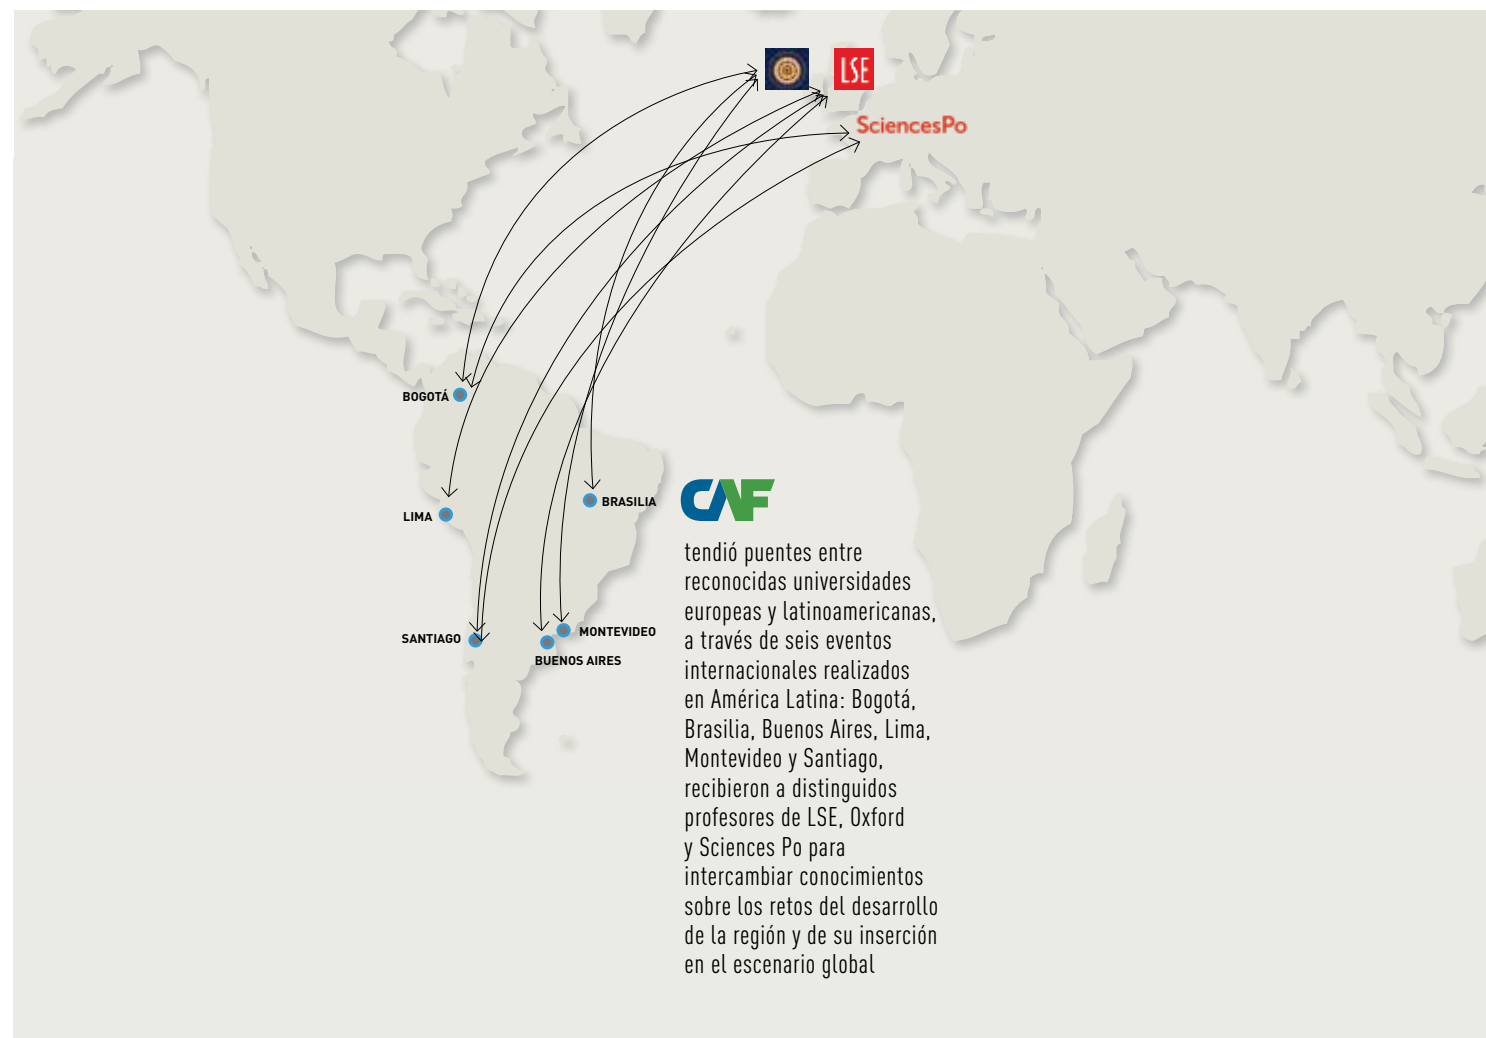 LSE
SciencesPo
BOGOTÁ
LIMA
BRASILIA
SANTIAGO
MONTEVIDEO
BUENOS AIRES
CAF
tendió puentes entre
reconocidas universidades
europeas y latinoamericanas,
a través de seis eventos
internacionales realizados
en América Latina: Bogotá,
Brasilia, Buenos Aires, Lima,
Montevideo y Santiago,
recibieron a distinguidos
profesores de LSE, Oxford
y Sciences Po para
intercambiar conocimientos
sobre los retos del desarrollo
de la región y de su inserción
en el escenario global